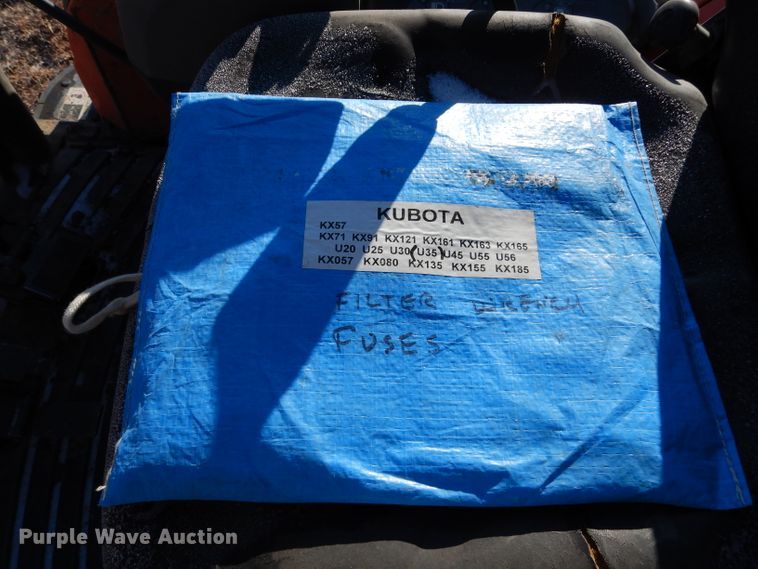 KUBOTA
KX57
KX71 KX91 KX121 KX161 KX163 KX165
U20 U25 U30 (U35) U45 U55 U56
KX057 KX080 KX135 KX155 KX185
FILTER WRENCH
FUSES "
Purple Wave Auction